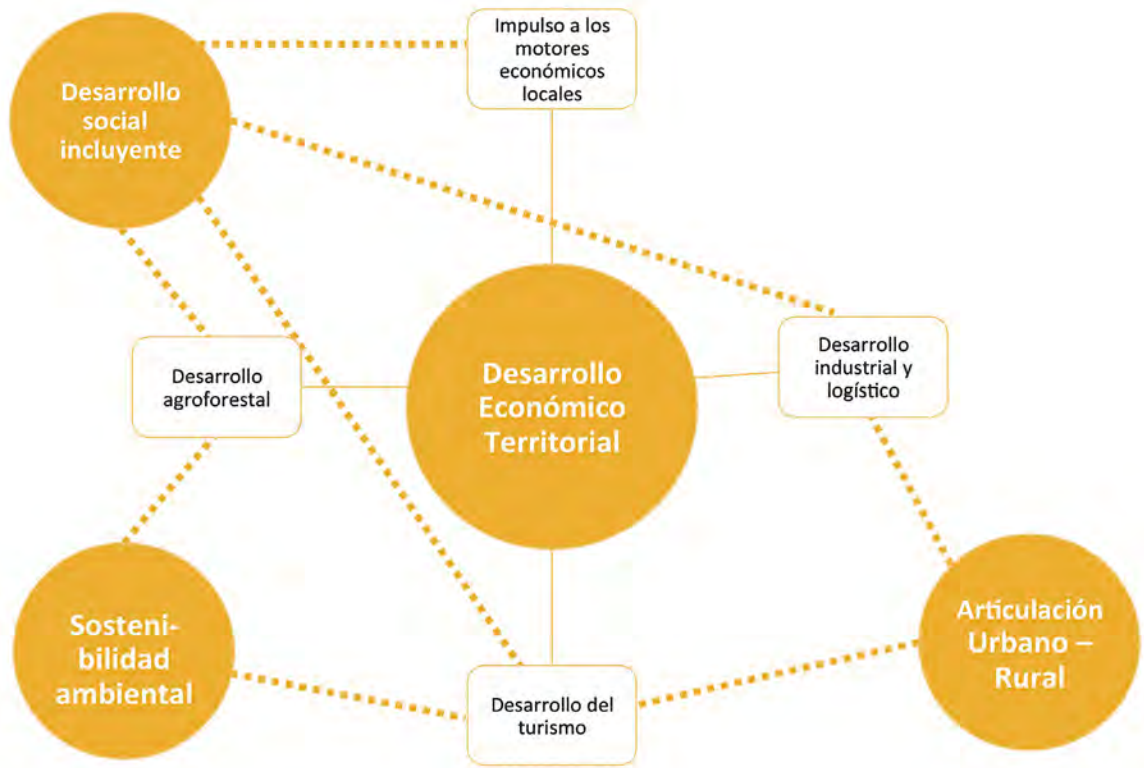 Impulso a los
motores
económicos
locales
Desarrollo
social
incluyente
Desarrollo
industrial y
logístico
Desarrollo
agroforestal
Desarrollo
Económico
Territorial
Sosteni-
bilidad
ambiental
Articulación
Urbano –
Rural
Desarrollo del
turismo